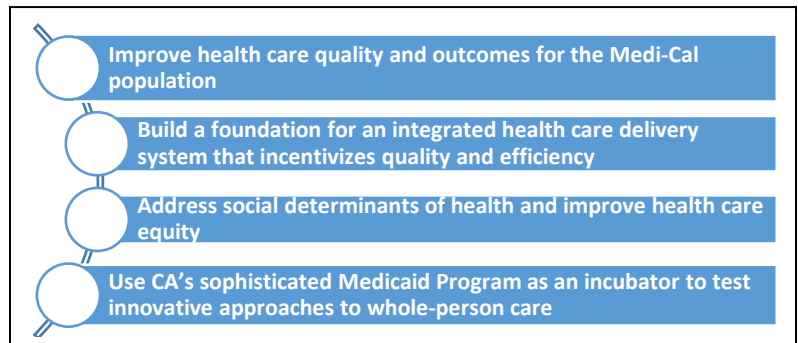 Improve health care quality and outcomes for the Medi-Cal
population
Build a foundation for an integrated health care delivery
system that incentivizes quality and efficiency
Address social determinants of health and improve health care
equity
Use CA’s sophisticated Medicaid Program as an incubator to test
innovative approaches to whole-person care